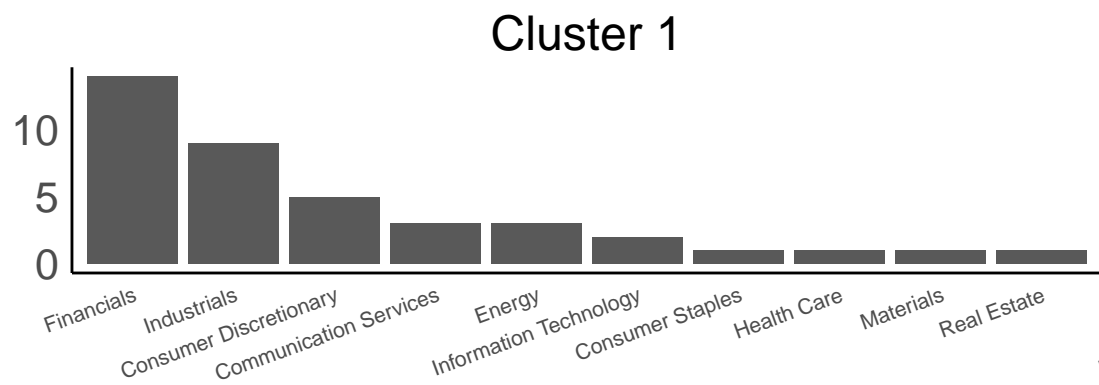 Cluster 1
10
5
0
Financials
Industrials
Consumer Discretionary
Communication Services
Energy
Information Technology
Consumer Staples
Health Care
Materials
Real Estate